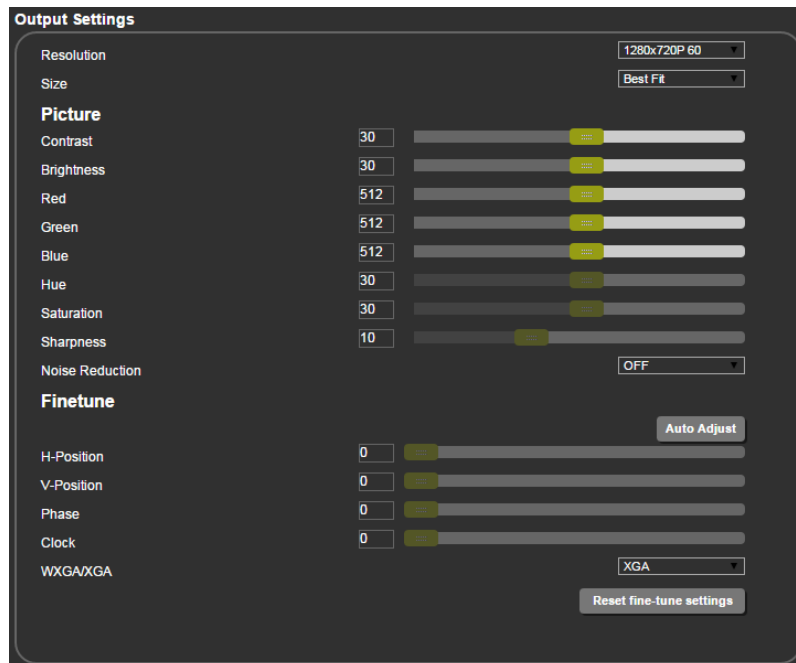 Output Settings
Resolution 1280x720P 60
Size Best Fit
Picture
Contrast 30
Brightness 30
Red 512
Green 512
Blue 512
Hue 30
Saturation 30
Sharpness 10
Noise Reduction OFF
Finetune
Auto Adjust
H-Position 0
V-Position 0
Phase 0
Clock 0
WXGA/XGA XGA
Reset fine-tune settings